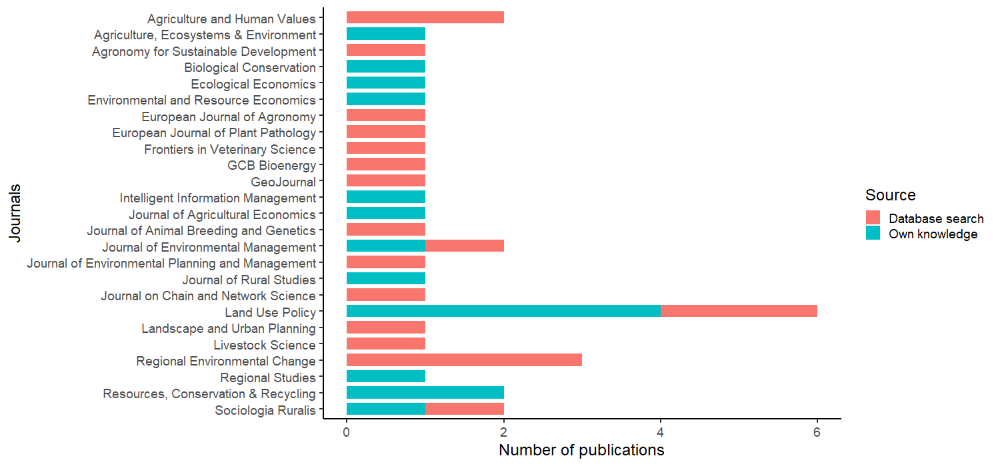 Agriculture and Human Values
Agriculture, Ecosystems & Environment
Agronomy for Sustainable Development
Biological Conservation
Ecological Economics
Environmental and Resource Economics
European Journal of Agronomy
European Journal of Plant Pathology
Frontiers in Veterinary Science
GCB Bioenergy
GeoJournal
Intelligent Information Management
Journal of Agricultural Economics
Journal of Animal Breeding and Genetics
Journal of Environmental Management
Journal of Environmental Planning and Management
Journal of Rural Studies
Journal on Chain and Network Science
Land Use Policy
Landscape and Urban Planning
Livestock Science
Regional Environmental Change
Regional Studies
Resources, Conservation & Recycling
Sociologia Ruralis
Journals
0 2 4 6
Number of publications
Source
Database search
Own knowledge